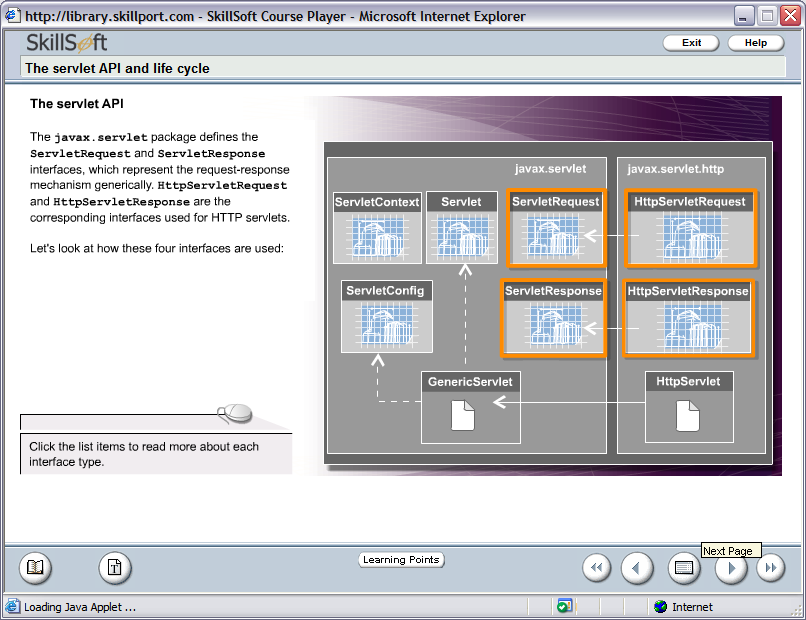 http://library.skillport.com - SkillSoft Course Player - Microsoft Internet Explorer
SkillSoft
Exit
Help
The servlet API and life cycle
The servlet API
The javax.servlet package defines the
ServletRequest and ServletResponse
interfaces, which represent the request-response
mechanism generically. HttpServletRequest
and HttpServletResponse are the
corresponding interfaces used for HTTP servlets.
Let's look at how these four interfaces are used:
javax.servlet
javax.servlet.http
ServletContext
Servlet
ServletRequest
HttpServletRequest
ServletConfig
ServletResponse
HttpServletResponse
GenericServlet
HttpServlet
Click the list items to read more about each
interface type.
Learning Points
Next Page
T
Loading Java Applet ...
Internet